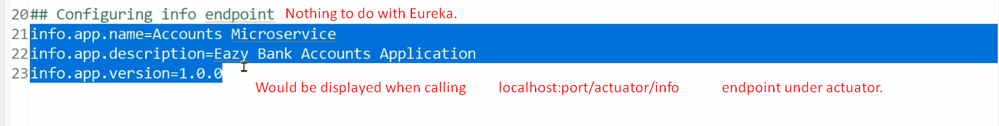 20## Configuring info endpoint Nothing to do with Eureka.
21info.app.name=Accounts Microservice
22info.app.description=Eazy Bank Accounts Application
23info.app.version=1.0.0
Would be displayed when calling localhost:port/actuator/info endpoint under actuator.